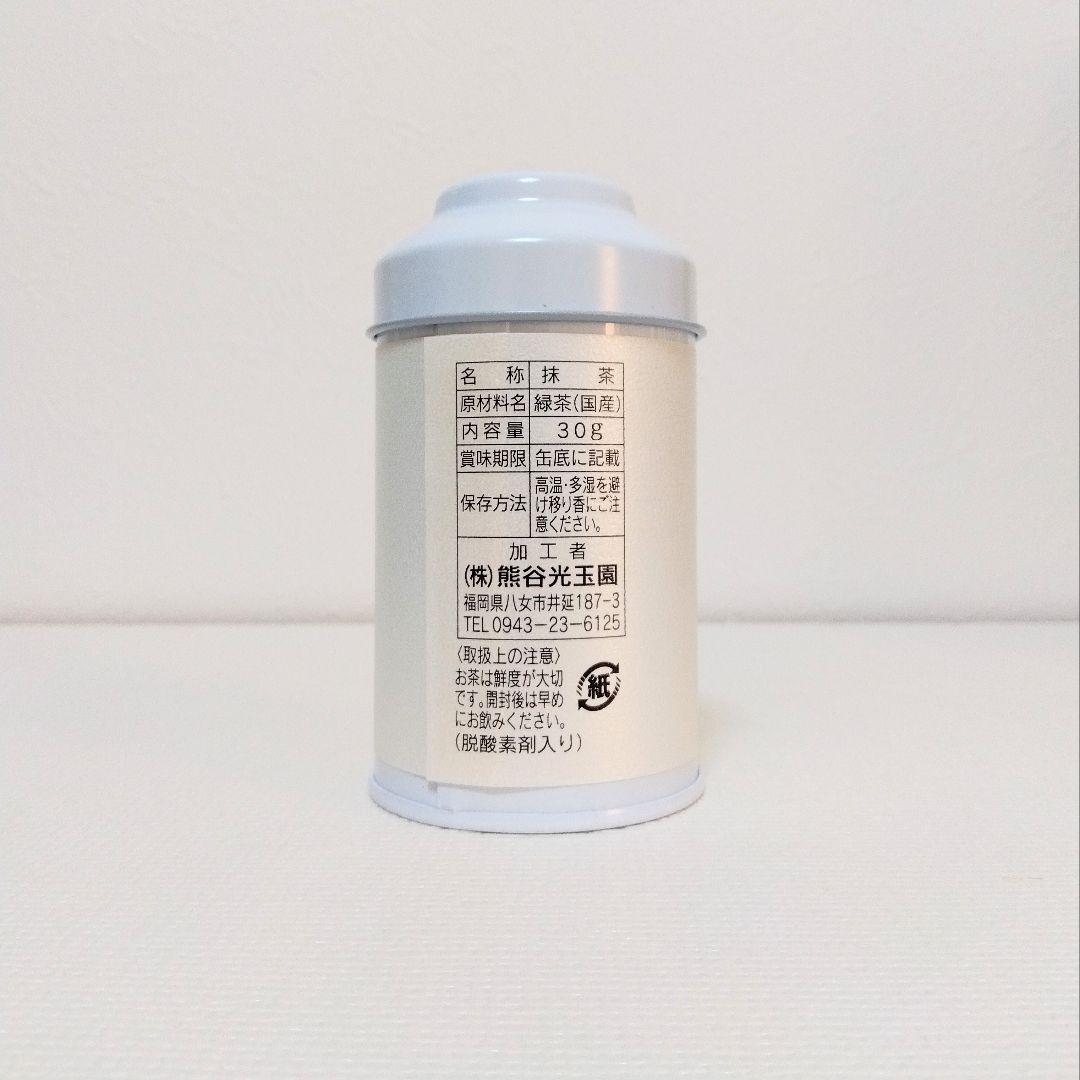 名称 抹茶
原材料名 緑茶(国産)
内容量 30g
賞味期限 缶底に記載
保存方法 高温・多湿を避
け移り香にご注
意ください。
加工者
(株)熊谷光玉園
福岡県八女市井延187-3
TEL0943-23-6125
〈取扱上の注意〉
お茶は鮮度が大切
です。開封後は早め
にお飲みください。
(脱酸素剤入り)
紙